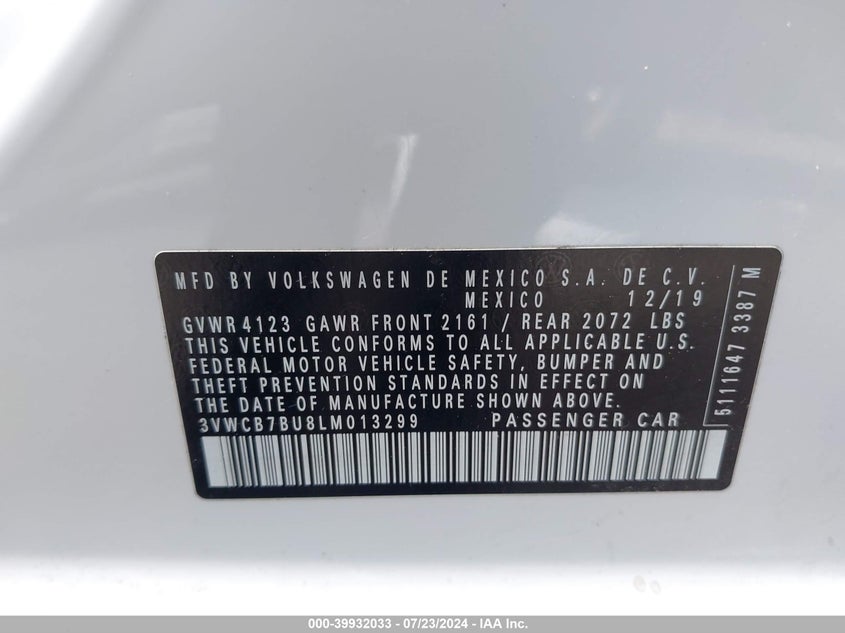 MFD BY VOLKSWAGEN DE MEXICO S.A. DE C.V.
MEXICO 12/19
GVWR 4123 GAWR FRONT 2161 / REAR 2072 LBS
THIS VEHICLE CONFORMS TO ALL APPLICABLE U.S.
FEDERAL MOTOR VEHICLE SAFETY, BUMPER AND
THEFT PREVENTION STANDARDS IN EFFECT ON
THE DATE OF MANUFACTURE SHOWN ABOVE.
3VWCB7BU8LM013299 PASSENGER CAR
5111647 3387 M
000-39932033 - 07/23/2024 - IAA Inc.